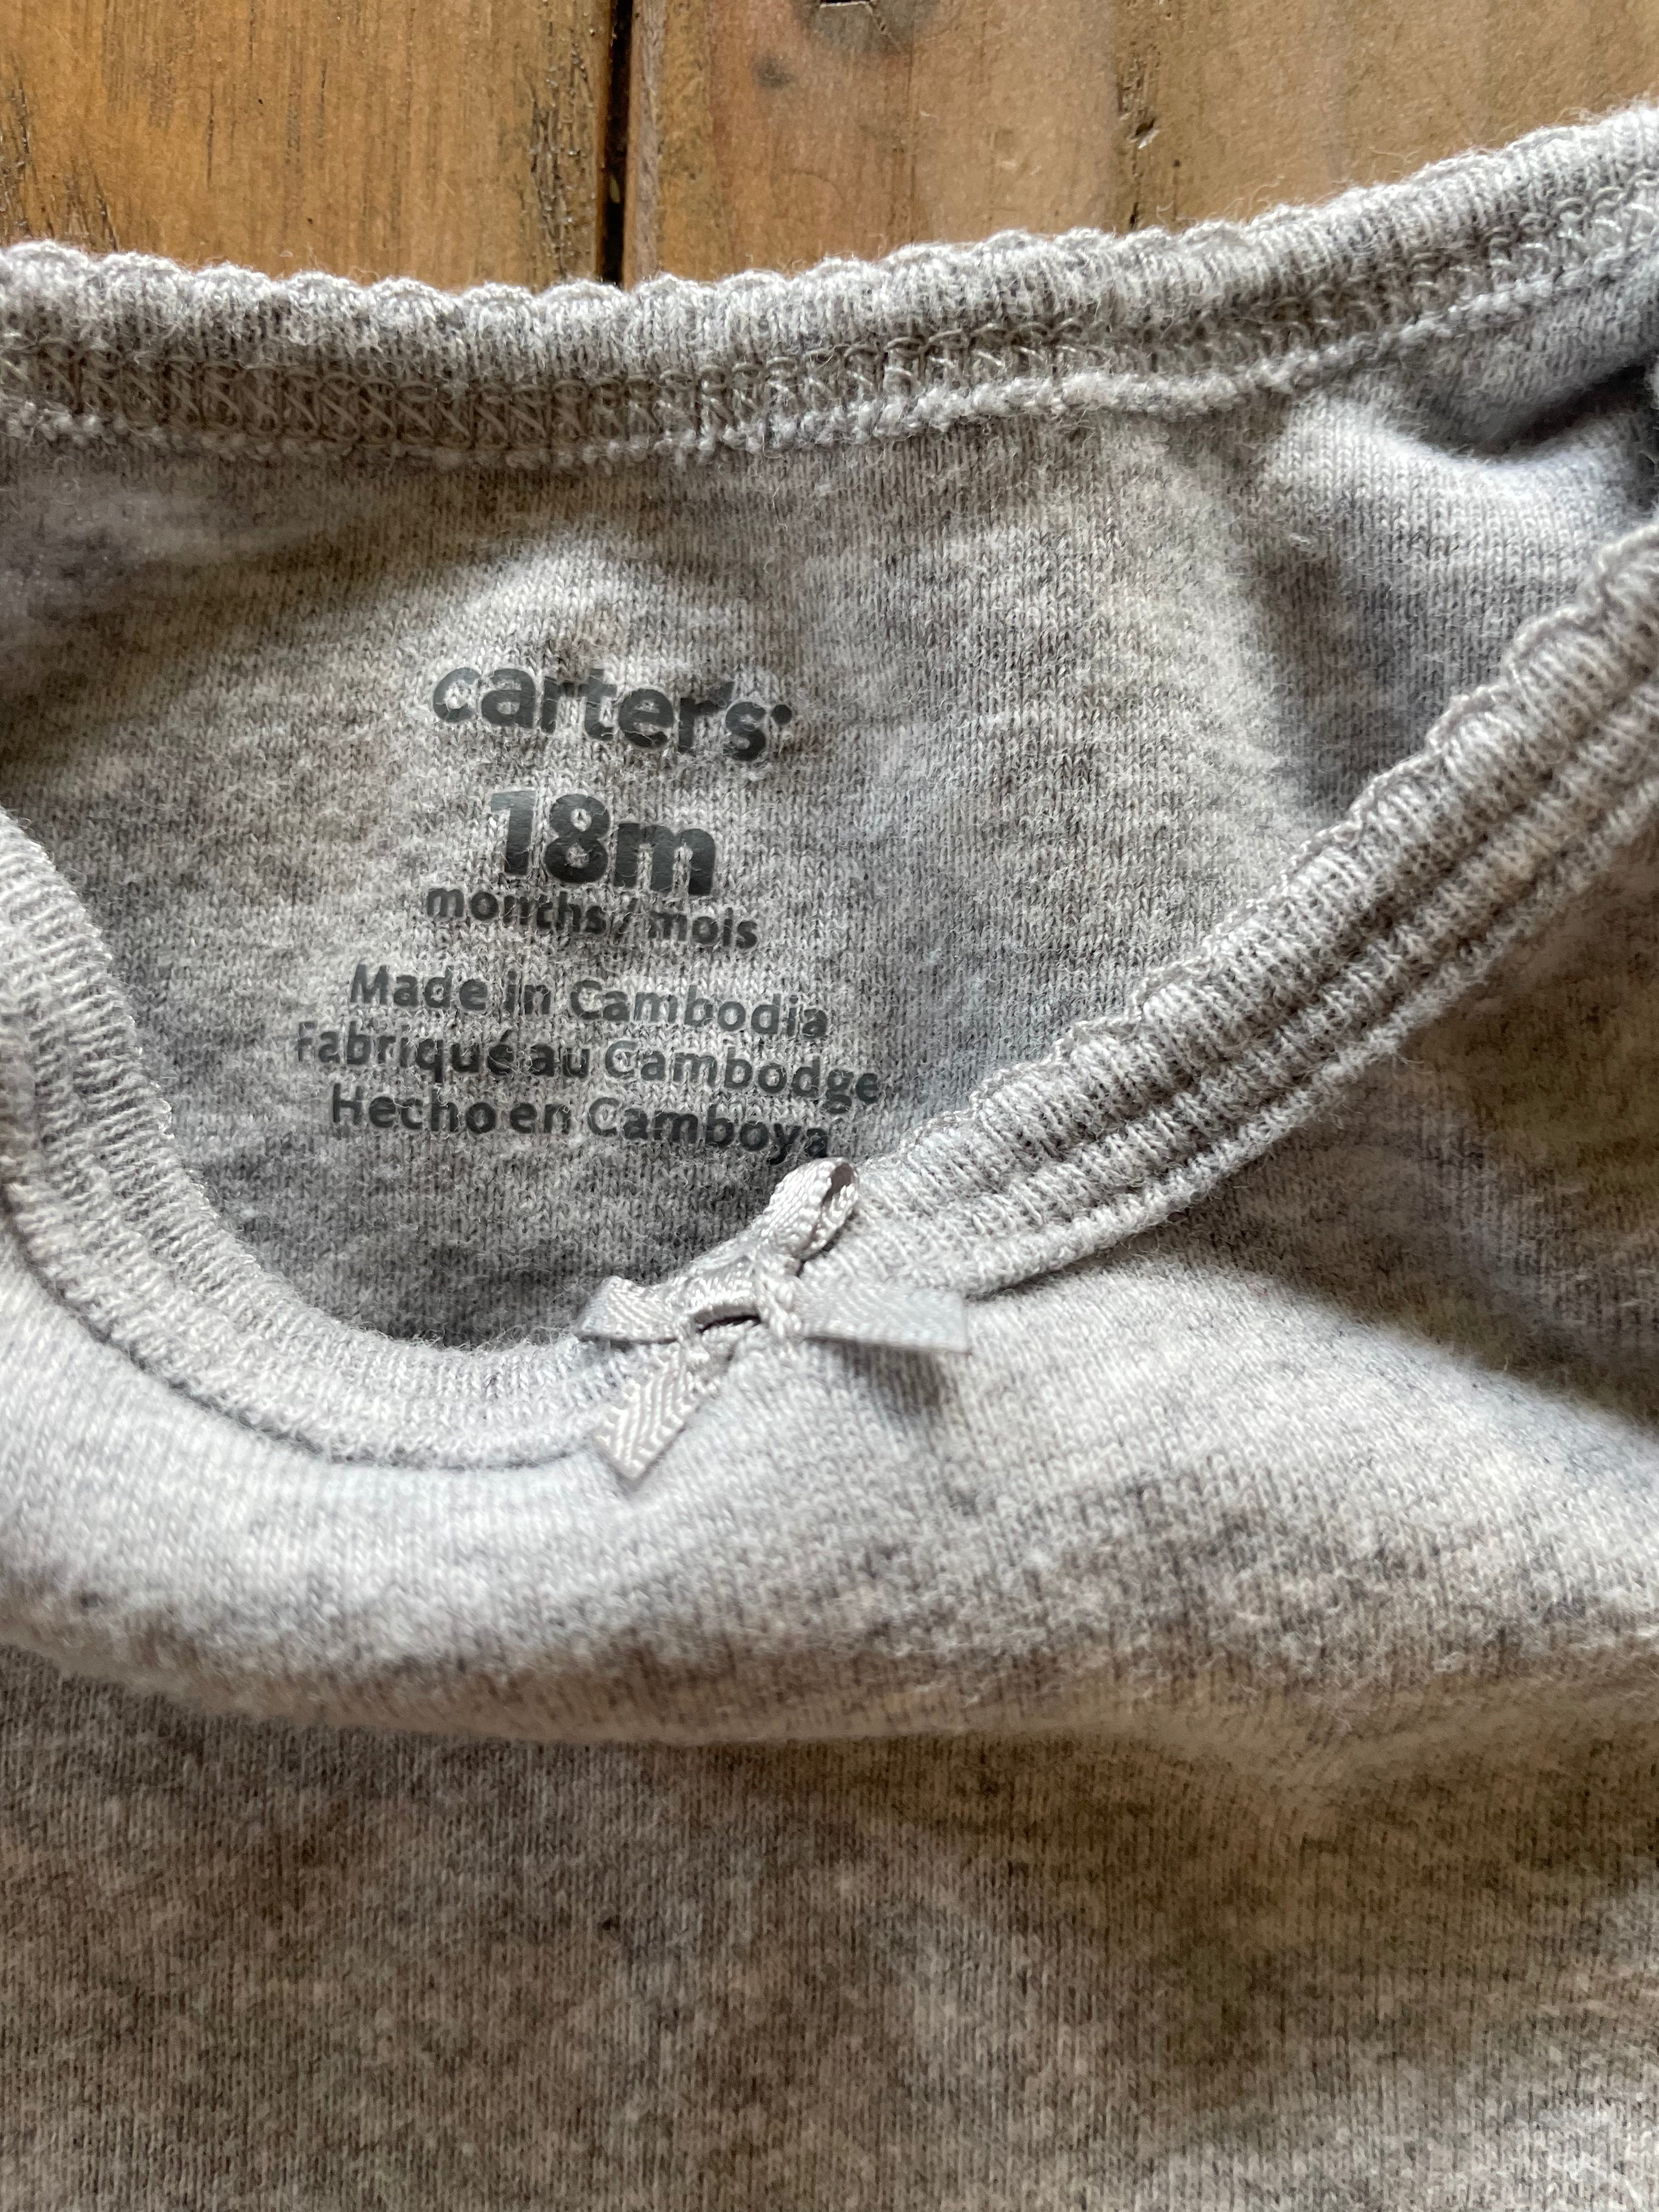 carter's
18m
months / mois
Made in Cambodia
Fabriqué au Cambodge
Hecho en Camboya